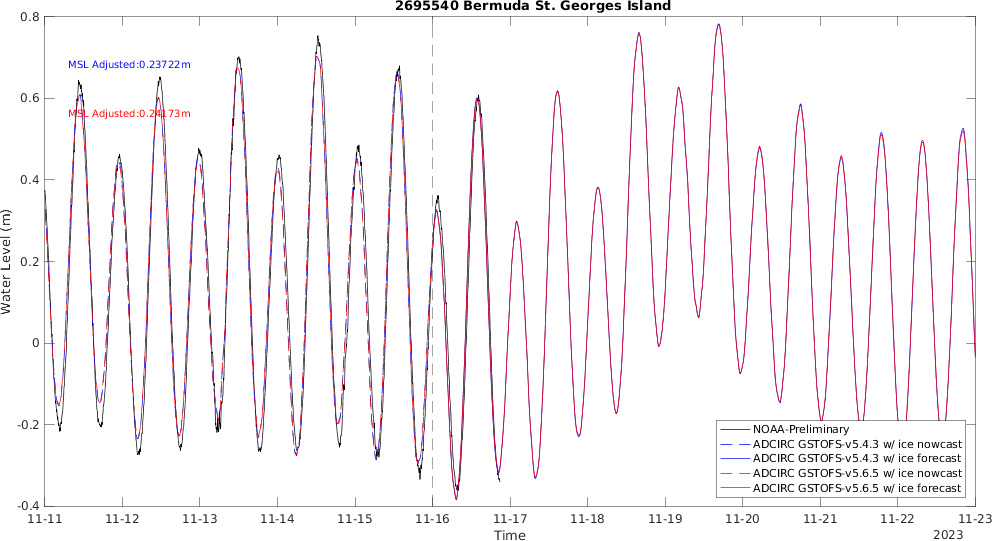 2695540 Bermuda St. Georges Island
0.8
0.6
0.4
0.2
0
-0.2
-0.4
Water Level (m)
MSL Adjusted:0.23722m
MSL Adjusted:0.24173m
NOAA-Preliminary
ADCIRC GSTOFS-v5.4.3 w/ ice nowcast
ADCIRC GSTOFS-v5.4.3 w/ ice forecast
ADCIRC GSTOFS-v5.6.5 w/ ice nowcast
ADCIRC GSTOFS-v5.6.5 w/ ice forecast
11-11 11-12 11-13 11-14 11-15 11-16 11-17 11-18 11-19 11-20 11-21 11-22 11-23
Time
2023